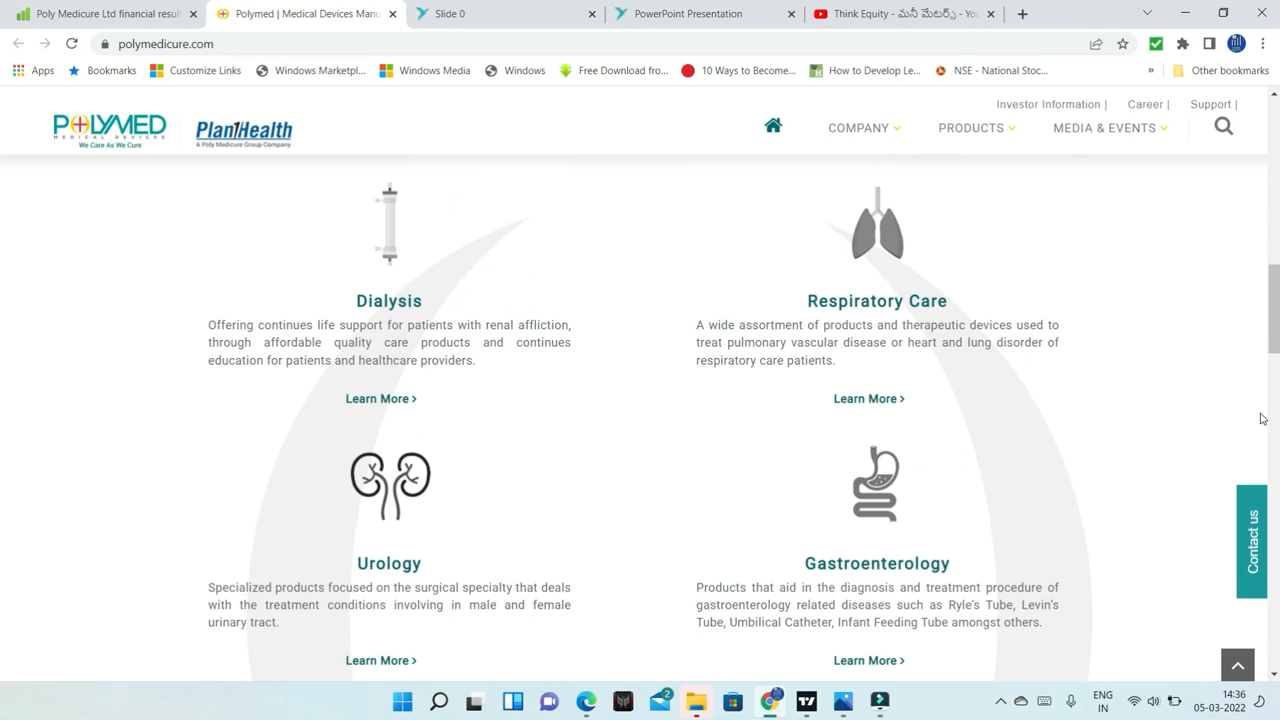 Poly Medicure Ltd financial result
Polymed | Medical Devices Manu
Slide 0
PowerPoint Presentation
Think Equity - మనీ మేటర్స్ - Yo
polymedicure.com
Apps
Bookmarks
Customize Links
Windows Marketpl...
Windows Media
Windows
Free Download fro...
10 Ways to Become...
How to Develop Le...
NSE - National Stoc...
»
Other bookmarks
Investor Information |
Career |
Support |
POLYMED
MEDICAL DEVICES
We Care As We Cure
Plan1Health
A Poly Medicure Group Company
COMPANY
PRODUCTS
MEDIA & EVENTS
Dialysis
Offering continues life support for patients with renal affliction,
through affordable quality care products and continues
education for patients and healthcare providers.
Learn More >
Respiratory Care
A wide assortment of products and therapeutic devices used to
treat pulmonary vascular disease or heart and lung disorder of
respiratory care patients.
Learn More >
Urology
Specialized products focused on the surgical specialty that deals
with the treatment conditions involving in male and female
urinary tract.
Learn More >
Gastroenterology
Products that aid in the diagnosis and treatment procedure of
gastroenterology related diseases such as Ryle's Tube, Levin's
Tube, Umbilical Catheter, Infant Feeding Tube amongst others.
Learn More >
Contact us
2
ENG
IN
14:36
05-03-2022